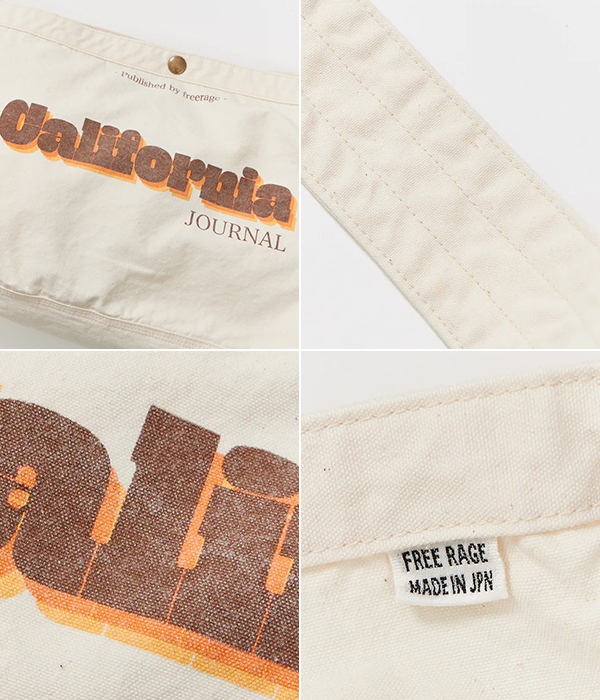 - Published by freerage -
California
JOURNAL
ali
FREE RAGE
MADE IN JPN